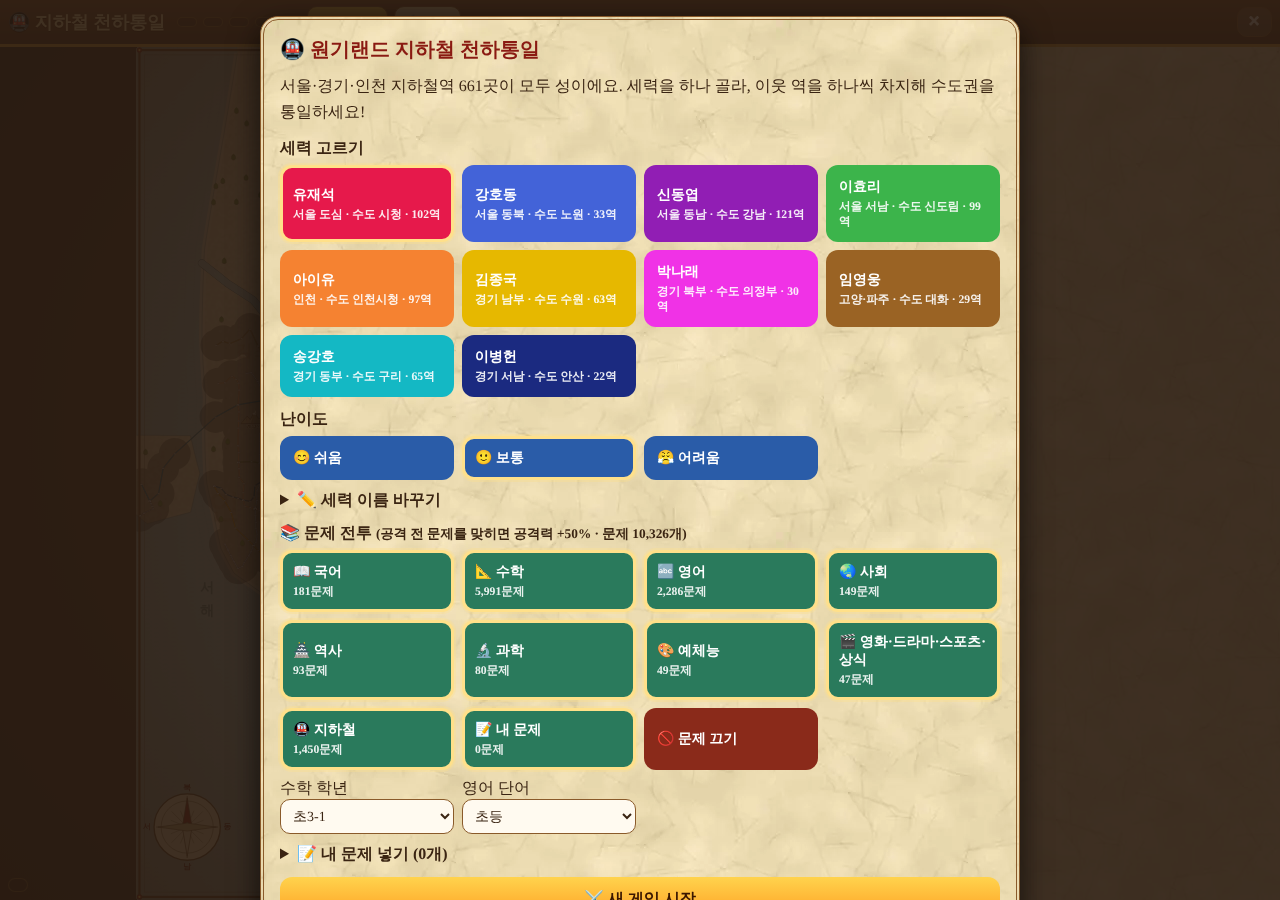 🚇 지하철 천하통일
✕
🚇 원기랜드 지하철 천하통일
서울·경기·인천 지하철역 661곳이 모두 성이에요. 세력을 하나 골라, 이웃 역을 하나씩 차지해 수도권을
통일하세요!
세력 고르기
유재석
서울 도심 · 수도 시청 · 102역
강호동
서울 동북 · 수도 노원 · 33역
신동엽
서울 동남 · 수도 강남 · 121역
이효리
서울 서남 · 수도 신도림 · 99
역
아이유
인천 · 수도 인천시청 · 97역
김종국
경기 남부 · 수도 수원 · 63역
박나래
경기 북부 · 수도 의정부 · 30
역
임영웅
고양·파주 · 수도 대화 · 29역
송강호
경기 동부 · 수도 구리 · 65역
이병헌
경기 서남 · 수도 안산 · 22역
난이도
😊 쉬움
🙂 보통
😤 어려움
▶ ✏️ 세력 이름 바꾸기
📚 문제 전투 (공격 전 문제를 맞히면 공격력 +50% · 문제 10,326개)
📖 국어
181문제
📐 수학
5,991문제
🔤 영어
2,286문제
🌏 사회
149문제
🏯 역사
93문제
🔬 과학
80문제
🎨 예체능
49문제
🎬 영화·드라마·스포츠·
상식
47문제
🚇 지하철
1,450문제
📝 내 문제
0문제
🚫 문제 끄기
수학 학년
영어 단어
초3-1
초등
▶ 📝 내 문제 넣기 (0개)
⚔️ 새 게임 시작
서
해